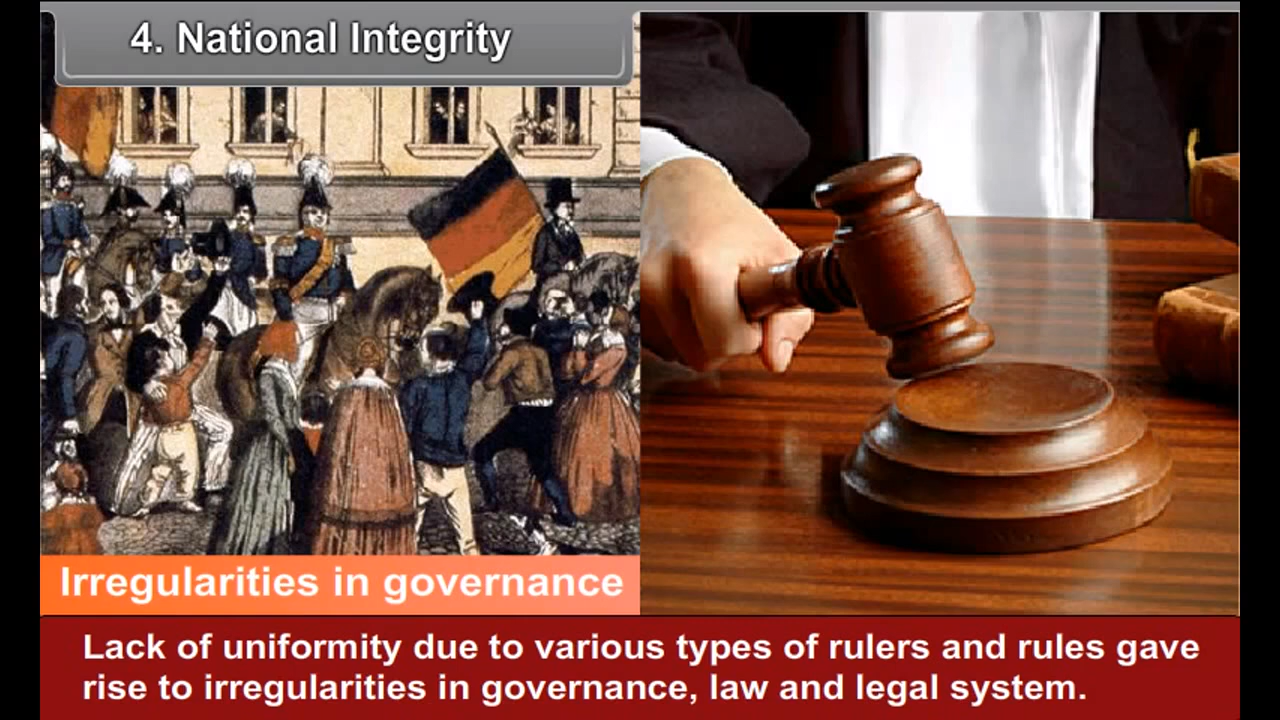 4. National Integrity
Irregularities in governance
Lack of uniformity due to various types of rulers and rules gave
rise to irregularities in governance, law and legal system.